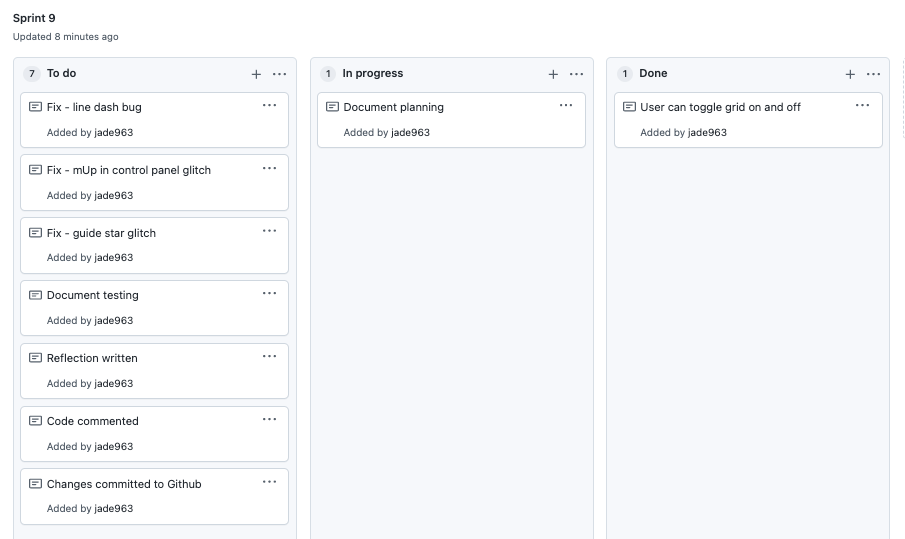 Sprint 9
Updated 8 minutes ago
7 To do
Fix - line dash bug
Added by jade963
Fix - mUp in control panel glitch
Added by jade963
Fix - guide star glitch
Added by jade963
Document testing
Added by jade963
Reflection written
Added by jade963
Code commented
Added by jade963
Changes committed to Github
Added by jade963
1 In progress
Document planning
Added by jade963
1 Done
User can toggle grid on and off
Added by jade963